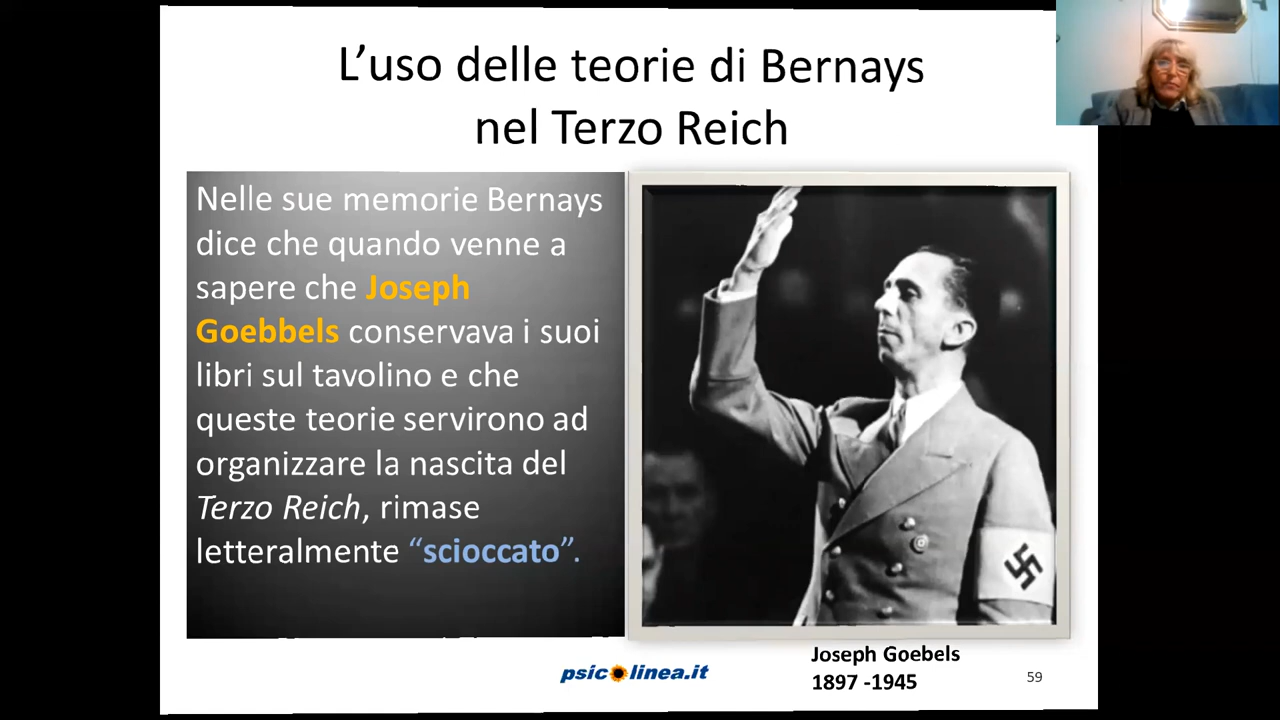 L’uso delle teorie di Bernays
nel Terzo Reich
Nelle sue memorie Bernays
dice che quando venne a
sapere che Joseph
Goebbels conservava i suoi
libri sul tavolino e che
queste teorie servirono ad
organizzare la nascita del
Terzo Reich, rimase
letteralmente “scioccato”.
psicolinea.it
Joseph Goebels
1897 -1945
59